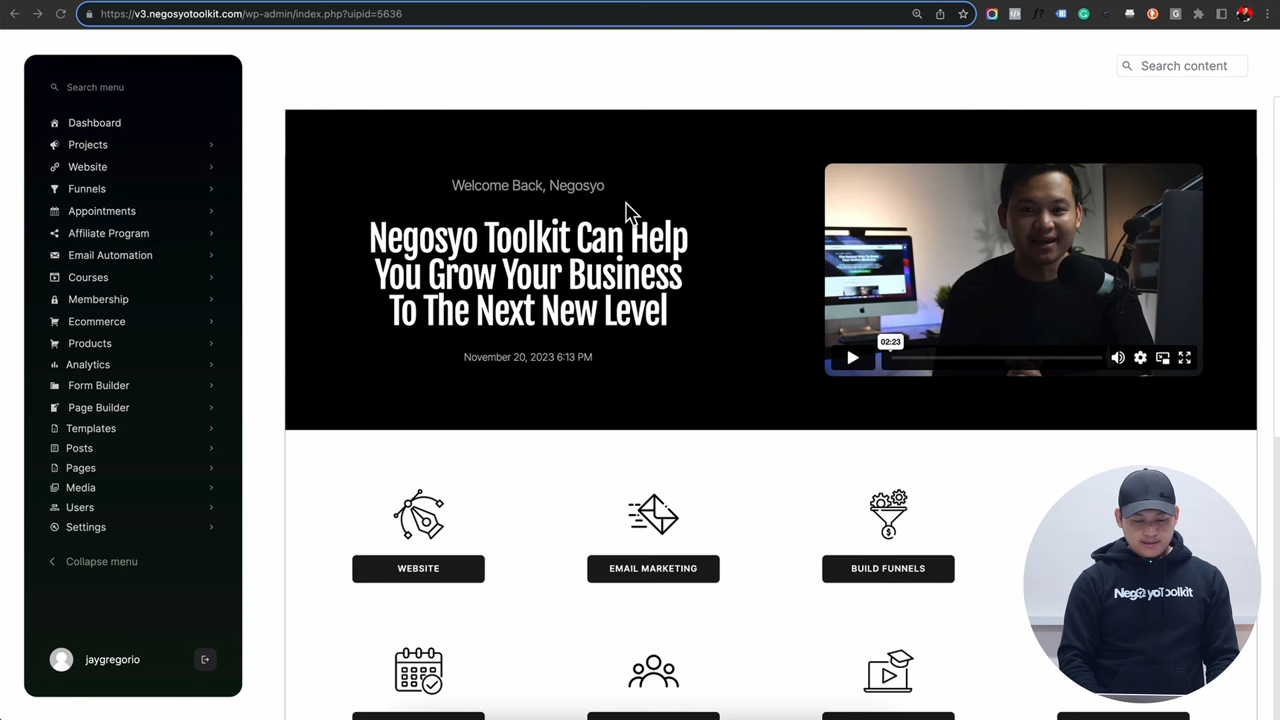 https://v3.negosyotoolkit.com/wp-admin/index.php?uipid=5636
Search menu
Dashboard
Projects
Website
Funnels
Appointments
Affiliate Program
Email Automation
Courses
Membership
Ecommerce
Products
Analytics
Form Builder
Page Builder
Templates
Posts
Pages
Media
Users
Settings
Collapse menu
jaygregorio
Search content
Welcome Back, Negosyo
Negosyo Toolkit Can Help
You Grow Your Business
To The Next New Level
November 20, 2023 6:13 PM
02:23
WEBSITE
EMAIL MARKETING
BUILD FUNNELS
NegosyoToolkit